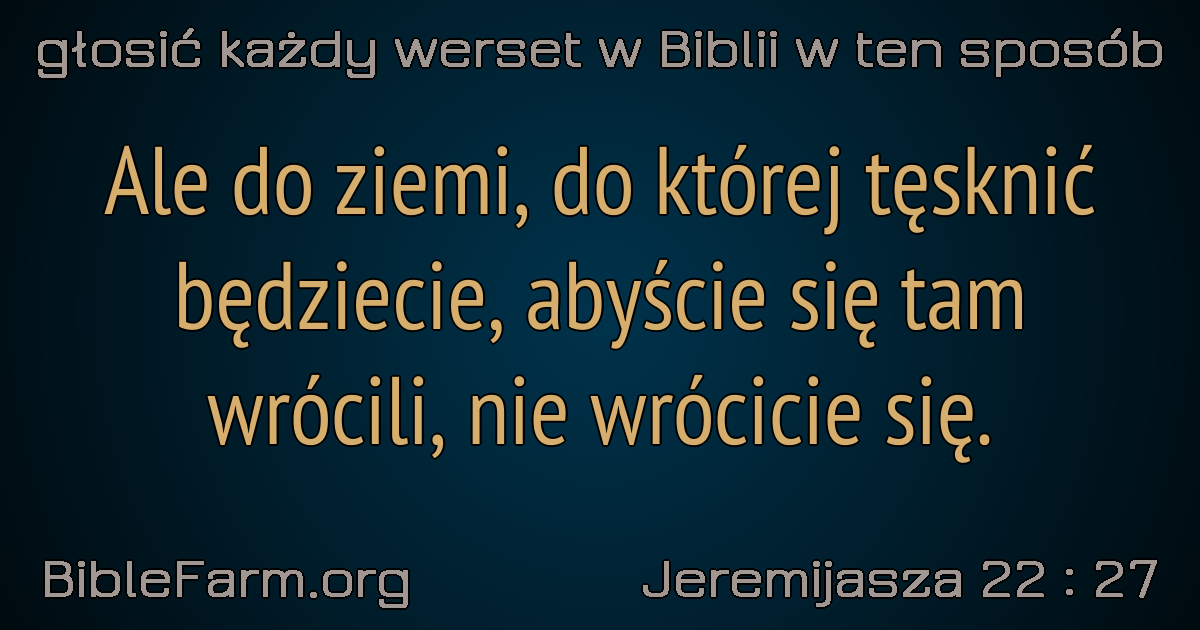 głosić każdy werset w Biblii w ten sposób
Ale do ziemi, do której tęsknić
będziecie, abyście się tam
wrócili, nie wrócicie się.
BibleFarm.org
Jeremijasza 22 : 27